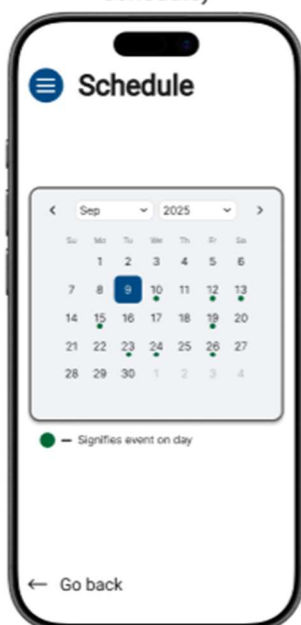 Schedule
Sep 2025
Su Mo Tu We Th Fr Sa
1 2 3 4 5 6
7 8 9 10 11 12 13
14 15 16 17 18 19 20
21 22 23 24 25 26 27
28 29 30 1 2 3 4
— Signifies event on day
← Go back